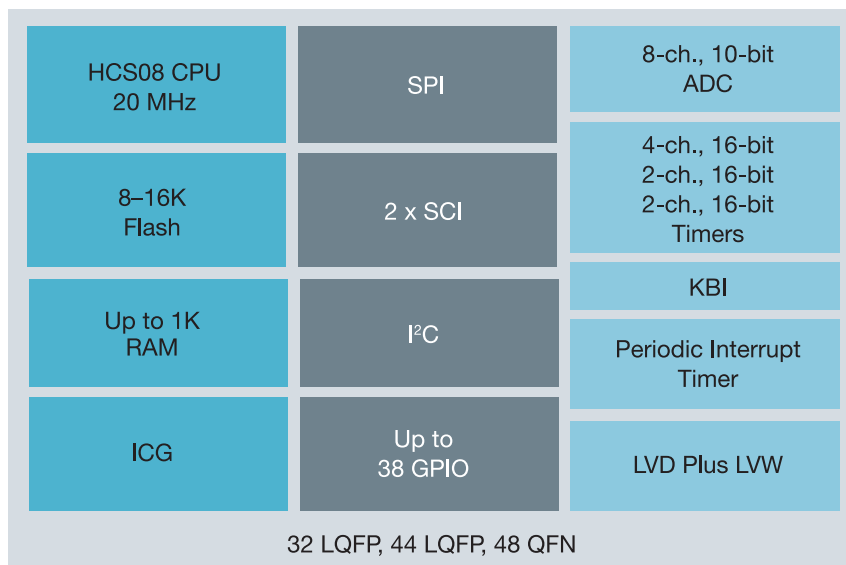 HCS08 CPU
20 MHz
8–16K
Flash
Up to 1K
RAM
ICG
SPI
2 x SCI
I²C
Up to
38 GPIO
8-ch., 10-bit
ADC
4-ch., 16-bit
2-ch., 16-bit
2-ch., 16-bit
Timers
KBI
Periodic Interrupt
Timer
LVD Plus LVW
32 LQFP, 44 LQFP, 48 QFN